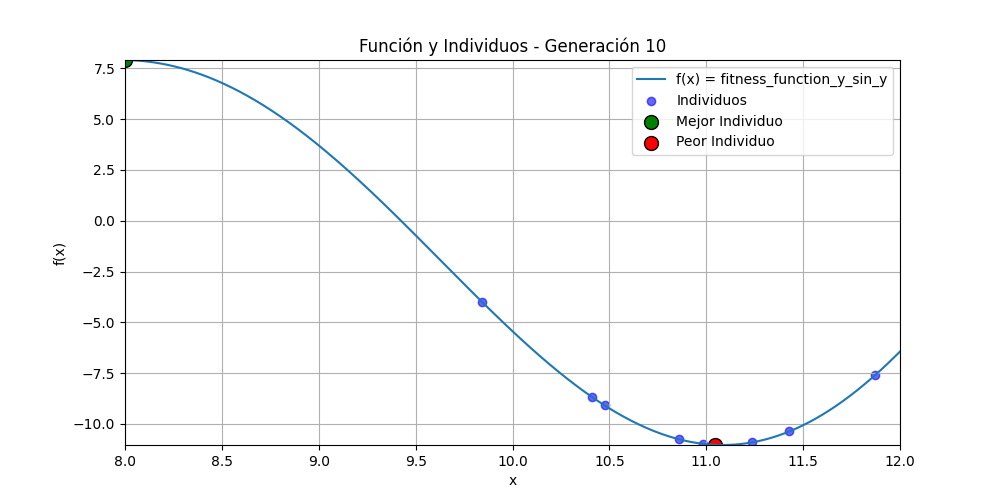 Función y Individuos - Generación 10
f(x) = fitness_function_y_sin_y
Individuos
Mejor Individuo
Peor Individuo
f(x)
7.5
5.0
2.5
0.0
−2.5
−5.0
−7.5
−10.0
8.0 8.5 9.0 9.5 10.0 10.5 11.0 11.5 12.0
x